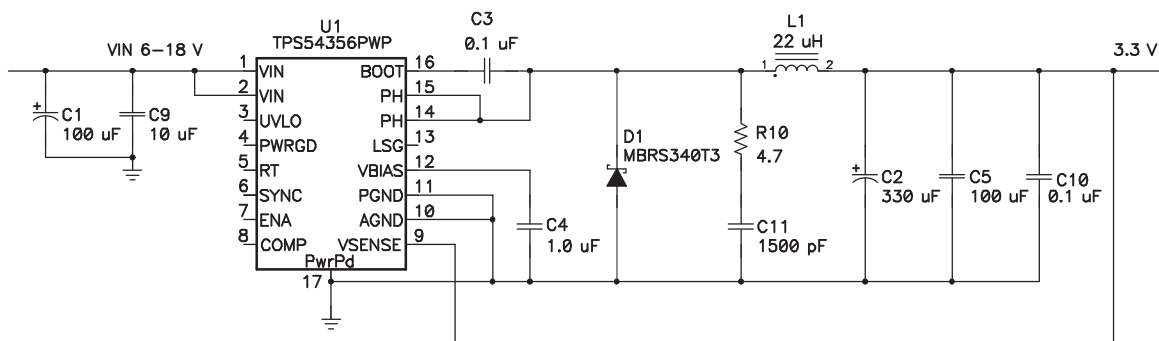 U1
TPS54356PWP
VIN 6-18 V
C3
0.1 uF
L1
22 uH
1
2
3.3 V
1 VIN
2 VIN
3 UVLO
4 PWRGD
5 RT
6 SYNC
7 ENA
8 COMP
BOOT 16
PH 15
PH 14
LSG 13
VBIAS 12
PGND 11
AGND 10
VSENSE 9
PwrPd
17
+
C1
100 uF
C9
10 uF
C4
1.0 uF
D1
MBRS340T3
R10
4.7
C11
1500 pF
+
C2
330 uF
C5
100 uF
C10
0.1 uF